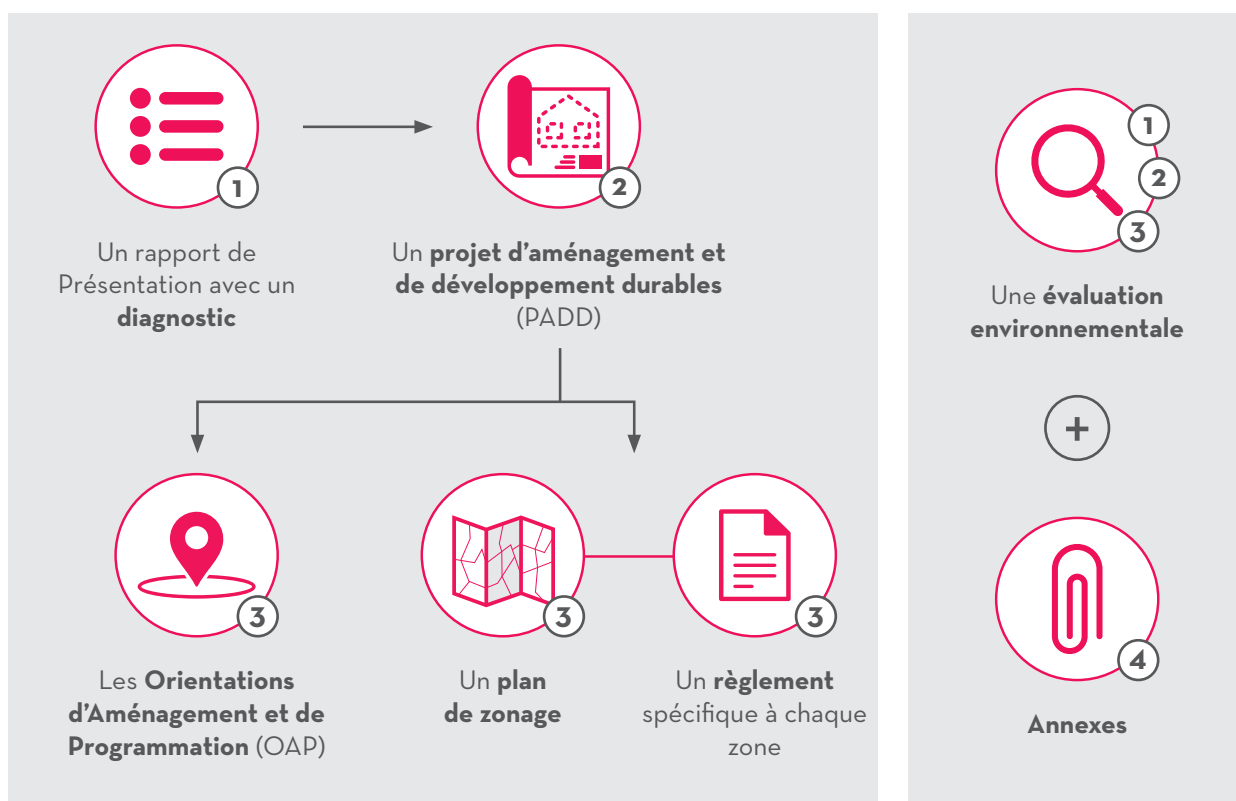 1
Un rapport de
Présentation avec un
diagnostic
2
Un projet d'aménagement et
de développement durables
(PADD)
3
Les Orientations
d'Aménagement et de
Programmation (OAP)
3
Un plan
de zonage
3
Un règlement
spécifique à chaque
zone
1
2
3
Une évaluation
environnementale
+
4
Annexes